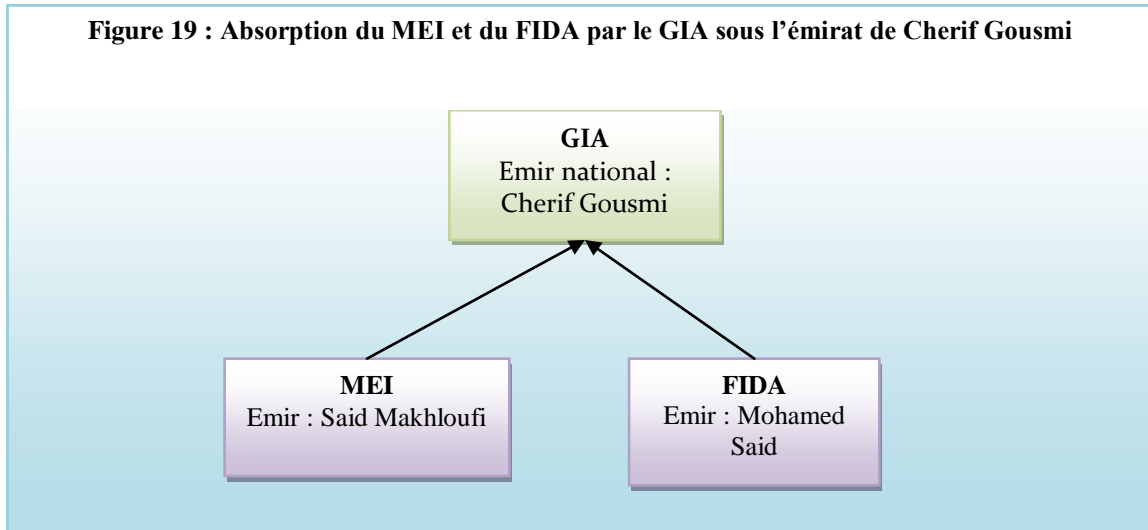 Figure 19 : Absorption du MEI et du FIDA par le GIA sous l’émirat de Cherif Gousmi
GIA
Emir national :
Cherif Gousmi
MEI
Emir : Said Makhloufi
FIDA
Emir : Mohamed
Said